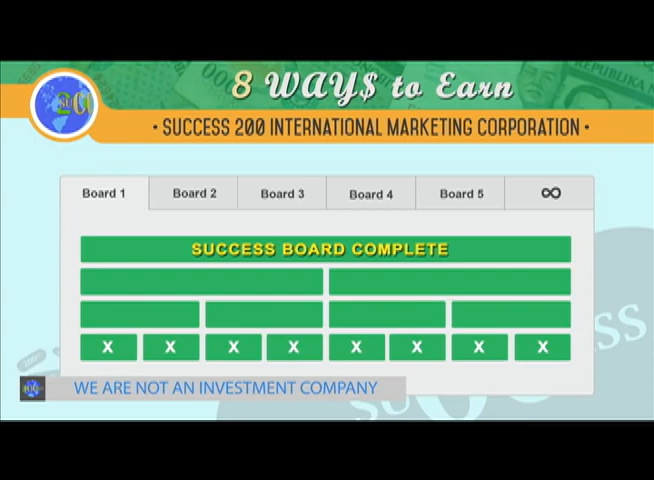 8 WAY$ to Earn
• SUCCESS 200 INTERNATIONAL MARKETING CORPORATION •
Board 1 Board 2 Board 3 Board 4 Board 5 ∞
SUCCESS BOARD COMPLETE
X X X X X X X X
WE ARE NOT AN INVESTMENT COMPANY